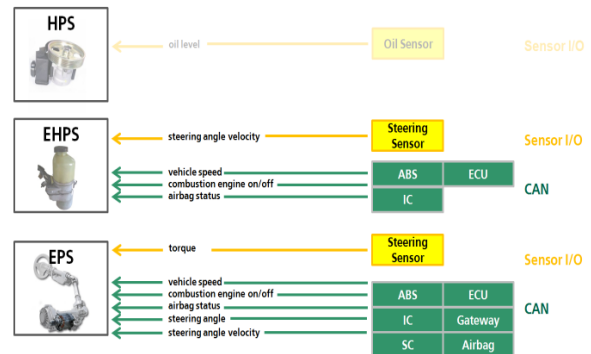 HPS
oil level
Oil Sensor
Sensor I/O
EHPS
steering angle velocity
Steering
Sensor
Sensor I/O
vehicle speed
combustion engine on/off
airbag status
ABS
ECU
IC
CAN
EPS
torque
Steering
Sensor
Sensor I/O
vehicle speed
combustion engine on/off
airbag status
steering angle
steering angle velocity
ABS
ECU
IC
Gateway
SC
Airbag
CAN